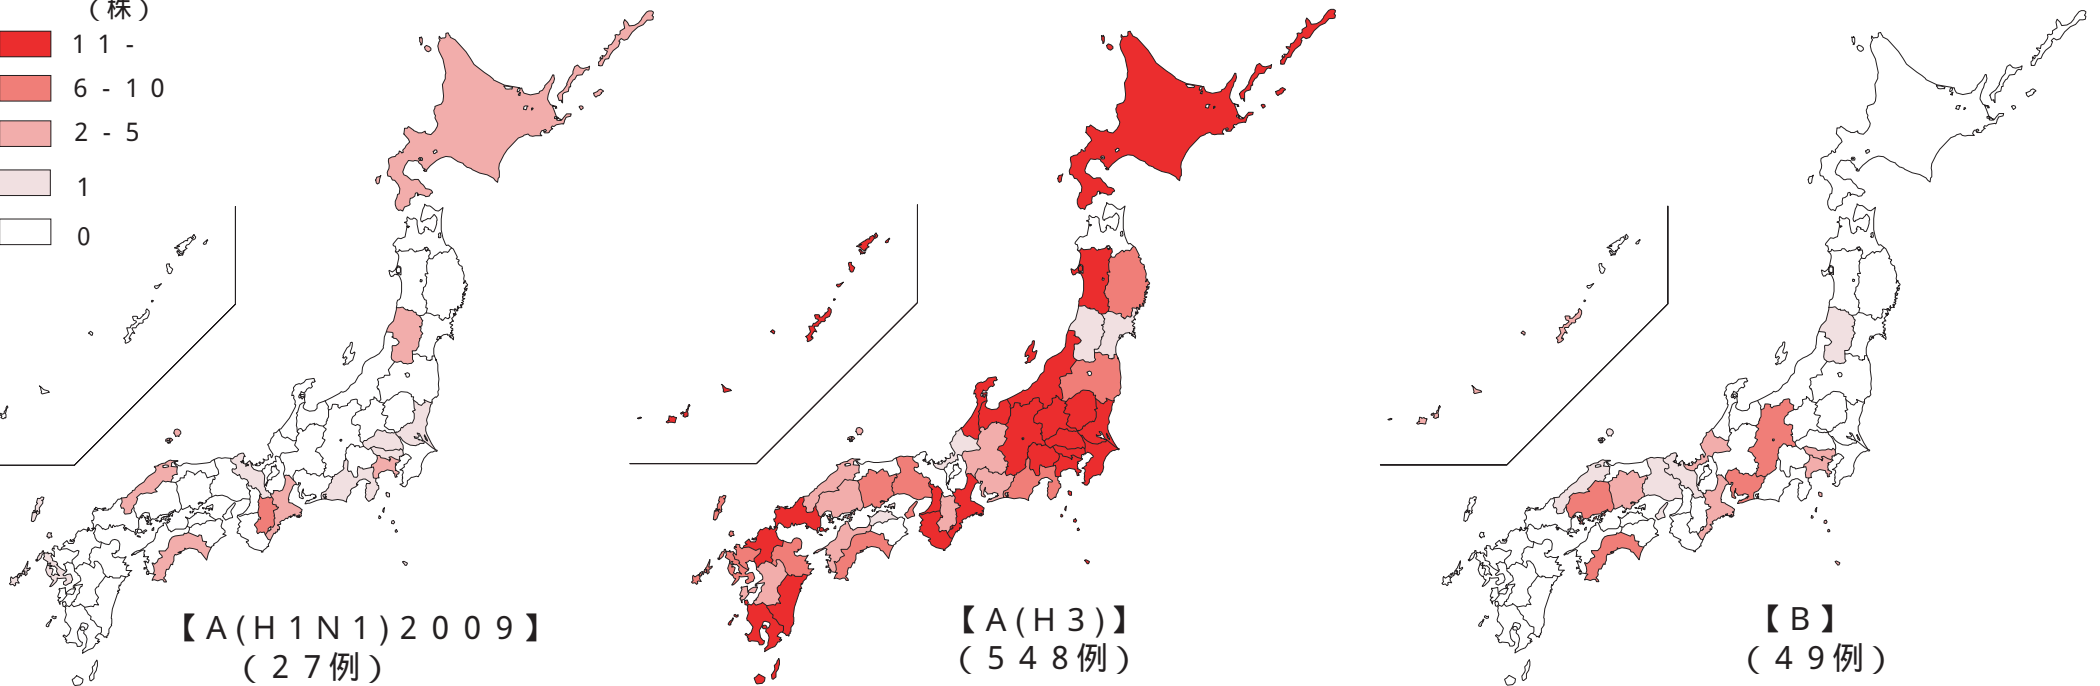 (株)
11-
6-10
2-5
1
0
【A(H1N1)2009】
(27例)
【A(H3)】
(548例)
【B】
(49例)